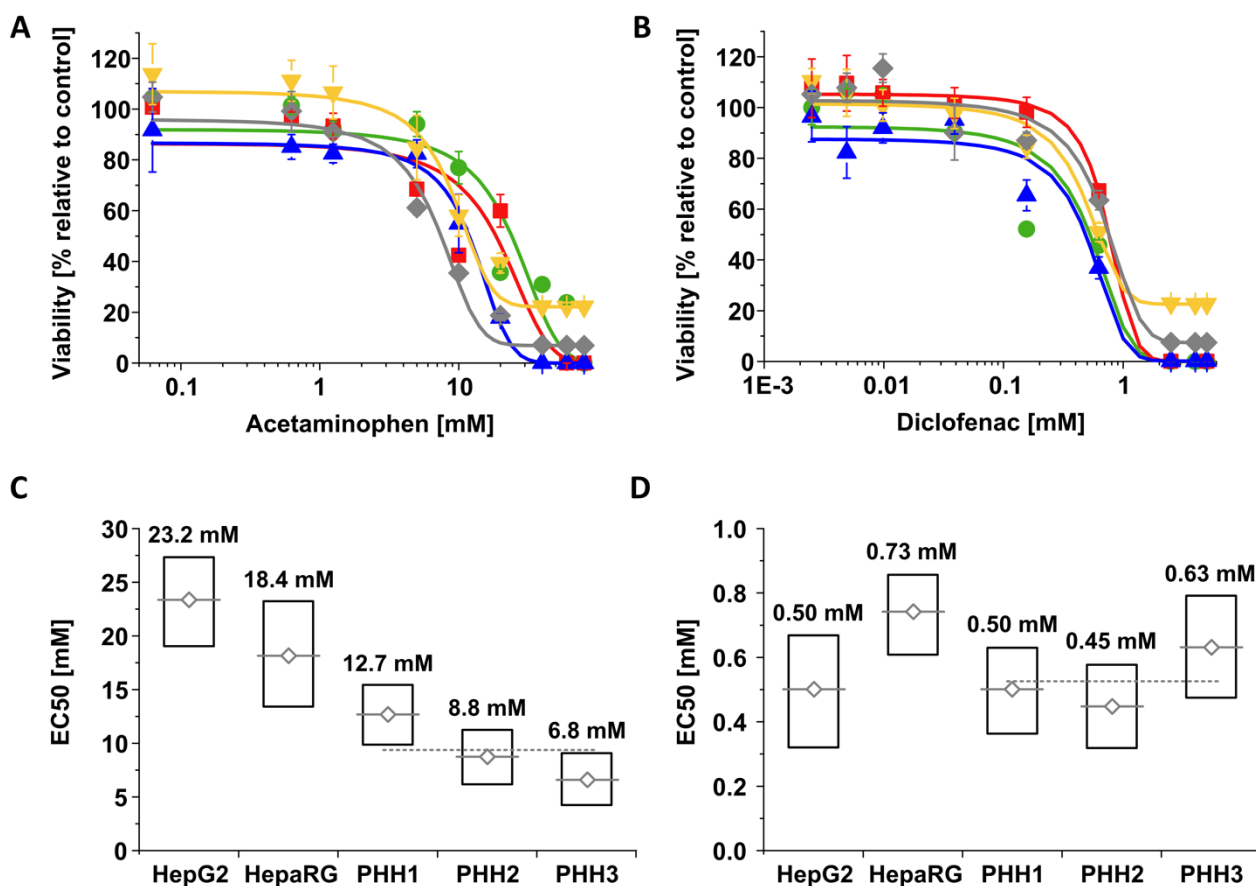 A
Viability [% relative to control]
120
100
80
60
40
20
0
0.1
1
10
Acetaminophen [mM]
B
Viability [% relative to control]
120
100
80
60
40
20
0
1E-3
0.01
0.1
1
Diclofenac [mM]
C
EC50 [mM]
30
25
20
15
10
5
0
23.2 mM
18.4 mM
12.7 mM
8.8 mM
6.8 mM
HepG2
HepaRG
PHH1
PHH2
PHH3
D
EC50 [mM]
1.0
0.8
0.6
0.4
0.2
0.0
0.50 mM
0.73 mM
0.50 mM
0.45 mM
0.63 mM
HepG2
HepaRG
PHH1
PHH2
PHH3